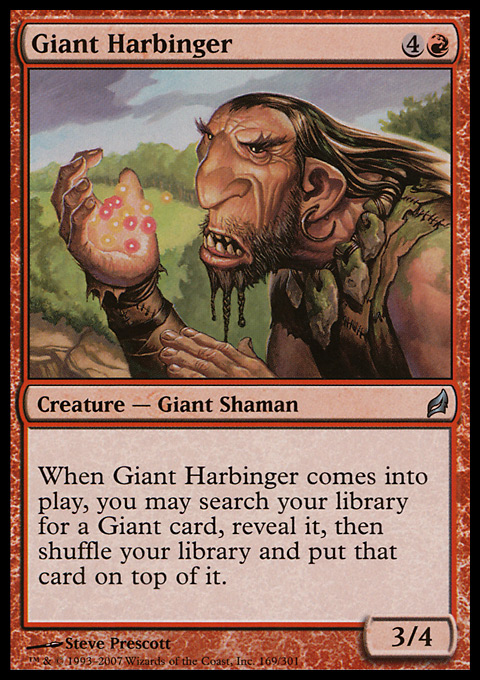 Giant Harbinger 4
Creature — Giant Shaman
When Giant Harbinger comes into
play, you may search your library
for a Giant card, reveal it, then
shuffle your library and put that
card on top of it.
3/4
Steve Prescott
™ & © 1993–2007 Wizards of the Coast, Inc. 169/301